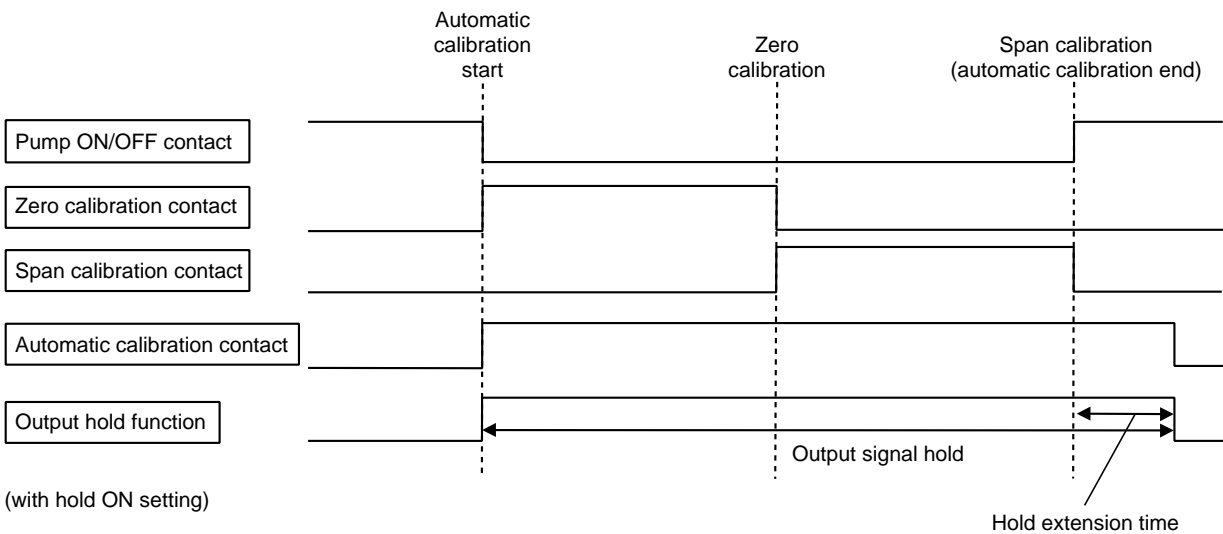 Automatic
calibration
start
Zero
calibration
Span calibration
(automatic calibration end)
Pump ON/OFF contact
Zero calibration contact
Span calibration contact
Automatic calibration contact
Output hold function
Output signal hold
(with hold ON setting)
Hold extension time